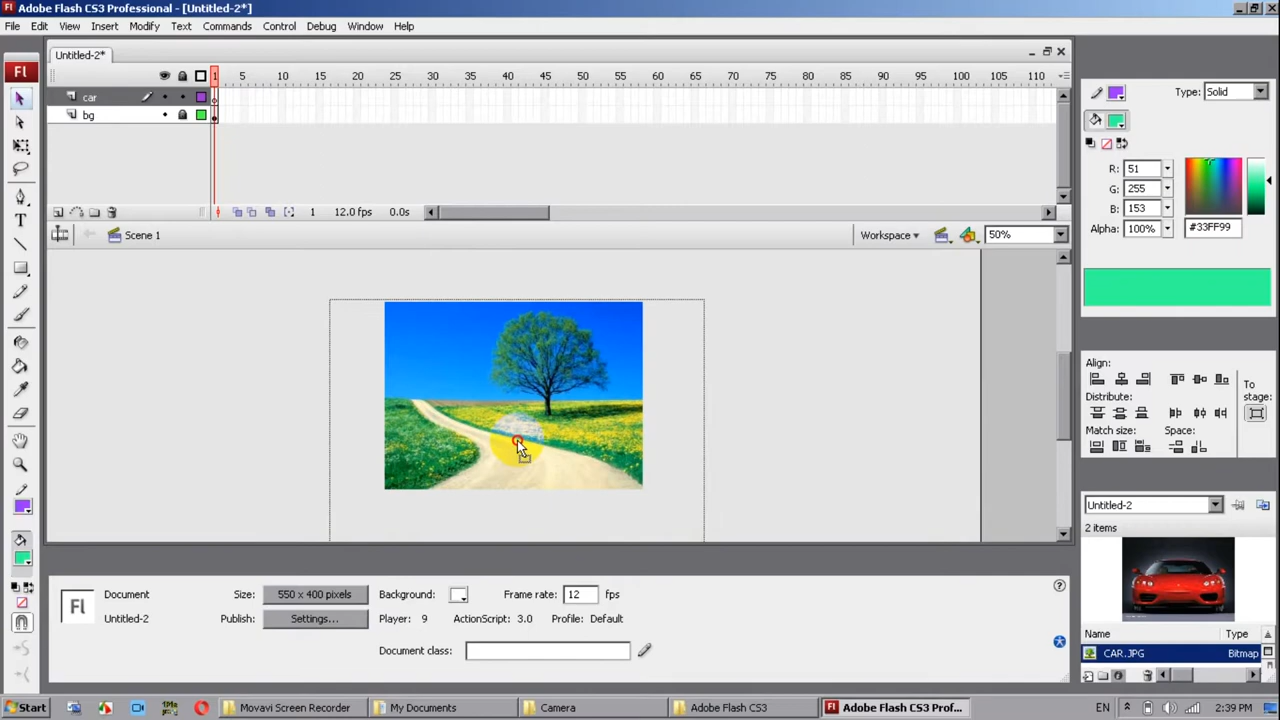 Adobe Flash CS3 Professional - [Untitled-2*]
File Edit View Insert Modify Text Commands Control Debug Window Help
Untitled-2*
1 5 10 15 20 25 30 35 40 45 50 55 60 65 70 75 80 85 90 95 100 105 110
car
bg
1 12.0 fps 0.0s
Scene 1 Workspace 50%
Fl
T
Type: Solid
R: 51
G: 255
B: 153
Alpha: 100% #33FF99
Align:
Distribute:
Match size:
To
stage:
Untitled-2
2 items
Name Type
CAR.JPG Bitmap
Fl
Document Size: 550 x 400 pixels Background: Frame rate: 12 fps
Untitled-2 Publish: Settings... Player: 9 ActionScript: 3.0 Profile: Default
Document class:
Start Movavi Screen Recorder My Documents Camera Adobe Flash CS3 Adobe Flash CS3 Prof... EN 2:39 PM